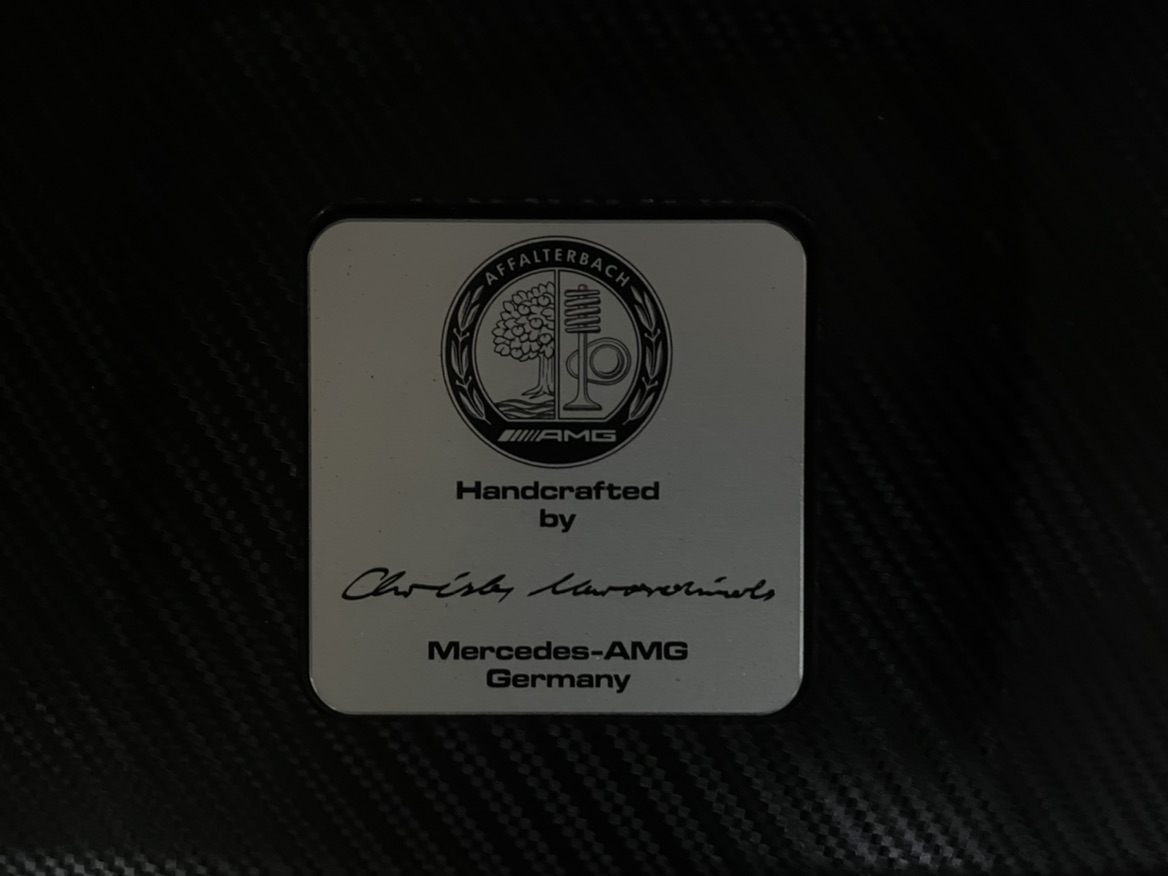 AFFALTERBACH
AMG
Handcrafted
by
Mercedes-AMG
Germany